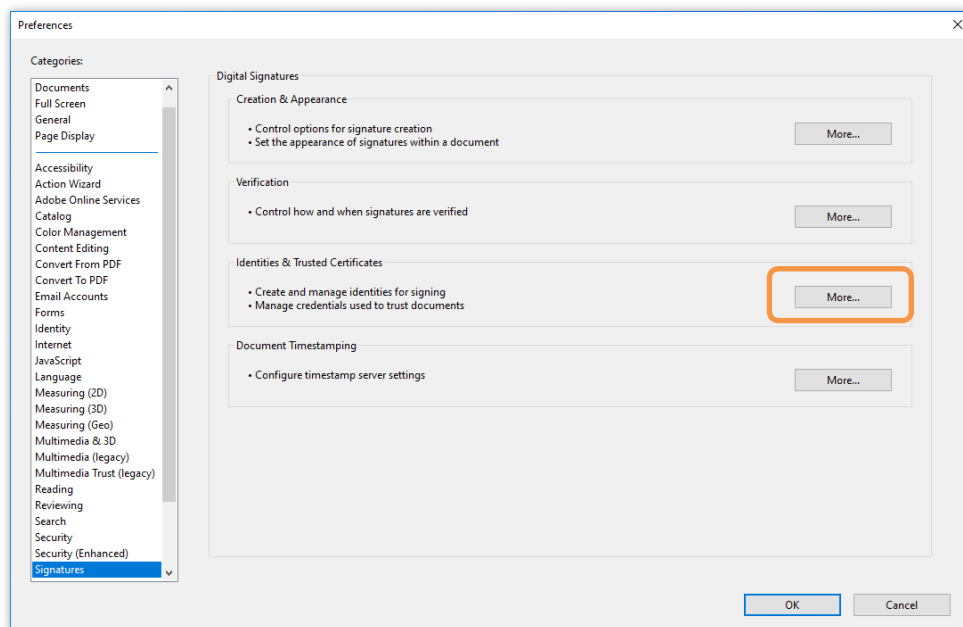 Preferences
Categories:
Documents
Full Screen
General
Page Display
Accessibility
Action Wizard
Adobe Online Services
Catalog
Color Management
Content Editing
Convert From PDF
Convert To PDF
Email Accounts
Forms
Identity
Internet
JavaScript
Language
Measuring (2D)
Measuring (3D)
Measuring (Geo)
Multimedia & 3D
Multimedia (legacy)
Multimedia Trust (legacy)
Reading
Reviewing
Search
Security
Security (Enhanced)
Signatures
Digital Signatures
Creation & Appearance
• Control options for signature creation
• Set the appearance of signatures within a document
More...
Verification
• Control how and when signatures are verified
More...
Identities & Trusted Certificates
• Create and manage identities for signing
• Manage credentials used to trust documents
More...
Document Timestamping
• Configure timestamp server settings
More...
OK
Cancel